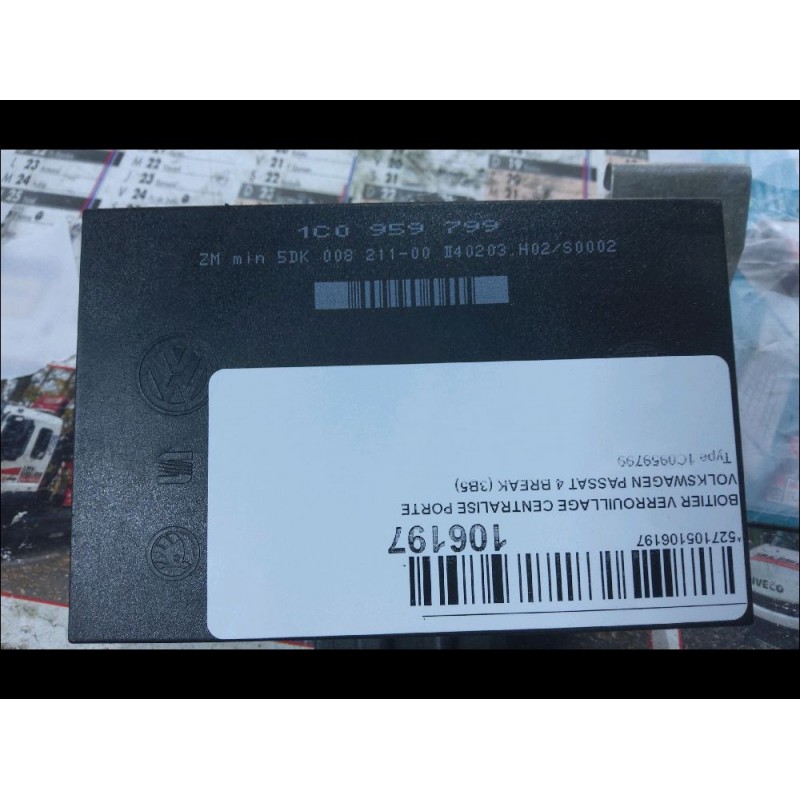 1C0 959 799
ZM min 5DK 008 211-00 II40203.H02/S0002
*527105106197
106197
BOITIER VERROUILLAGE CENTRALISE PORTE
VOLKSWAGEN PASSAT 4 BREAK (3B5)
Type 1C0959799
IVECO